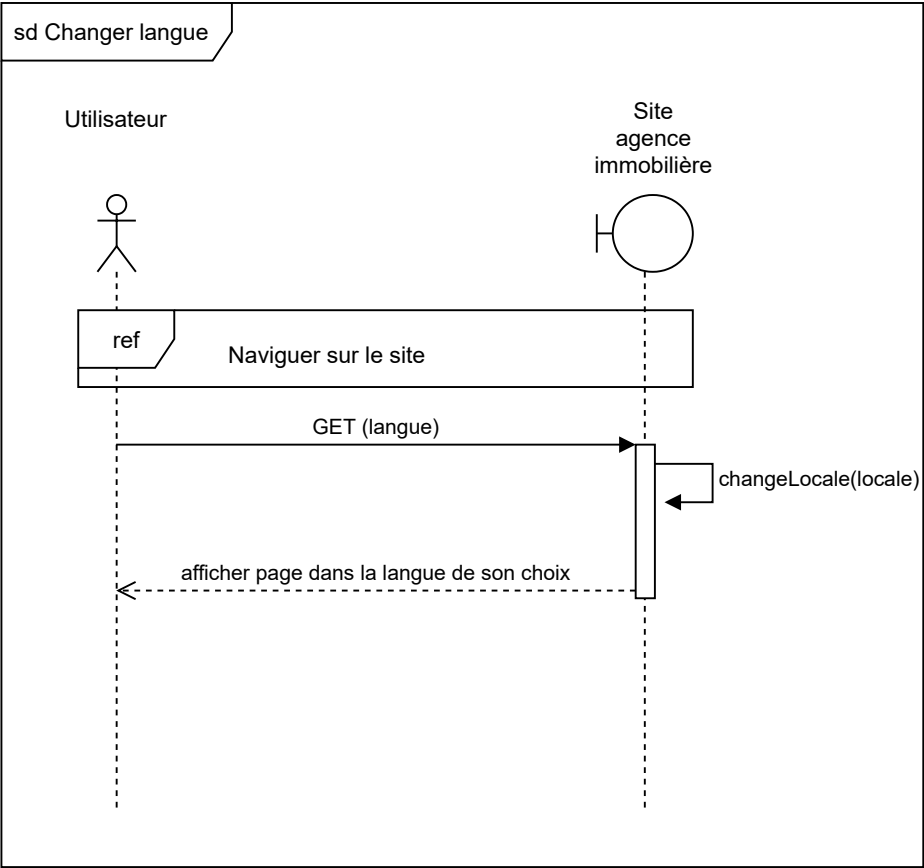 sd Changer langue
Utilisateur
Site
agence
immobilière
ref
Naviguer sur le site
GET (langue)
changeLocale(locale)
afficher page dans la langue de son choix